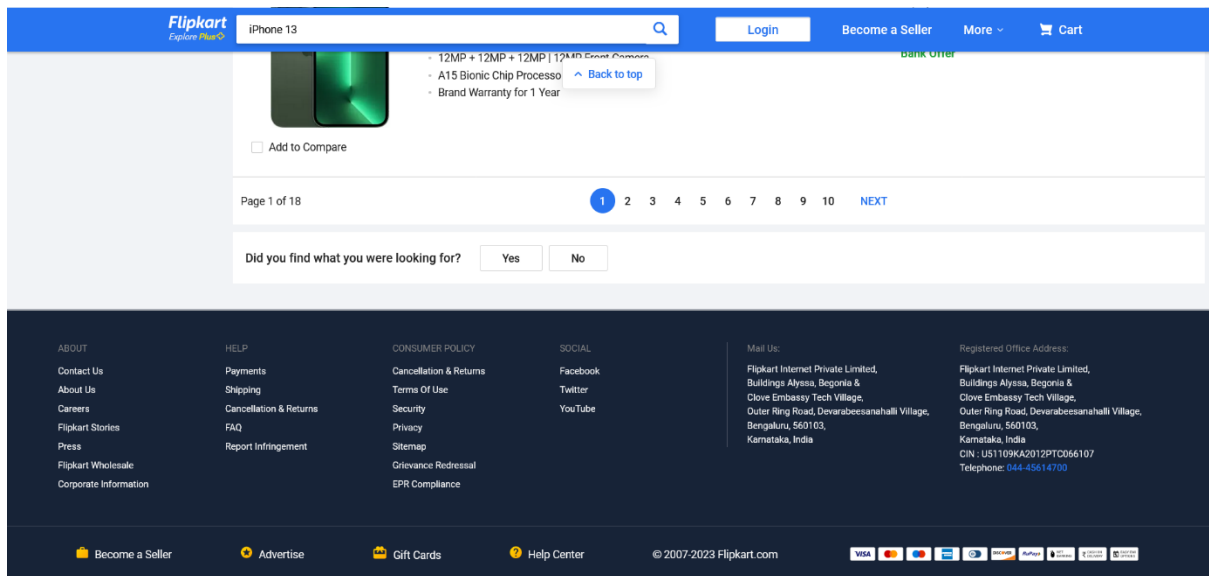 Flipkart
Explore Plus
iPhone 13
Login
Become a Seller
More
Cart
12MP + 12MP + 12MP | 12MP Front Camera
Bank Offer
A15 Bionic Chip Processo
Back to top
Brand Warranty for 1 Year
Add to Compare
Page 1 of 18
1 2 3 4 5 6 7 8 9 10 NEXT
Did you find what you were looking for?
Yes
No
ABOUT
Contact Us
About Us
Careers
Flipkart Stories
Press
Flipkart Wholesale
Corporate Information
HELP
Payments
Shipping
Cancellation & Returns
FAQ
Report Infringement
CONSUMER POLICY
Cancellation & Returns
Terms Of Use
Security
Privacy
Sitemap
Grievance Redressal
EPR Compliance
SOCIAL
Facebook
Twitter
YouTube
Mail Us:
Flipkart Internet Private Limited,
Buildings Alyssa, Begonia &
Clove Embassy Tech Village,
Outer Ring Road, Devarabeesanahalli Village,
Bengaluru, 560103,
Karnataka, India
Registered Office Address:
Flipkart Internet Private Limited,
Buildings Alyssa, Begonia &
Clove Embassy Tech Village,
Outer Ring Road, Devarabeesanahalli Village,
Bengaluru, 560103,
Karnataka, India
CIN : U51109KA2012PTC066107
Telephone: 044-45614700
Become a Seller
Advertise
Gift Cards
Help Center
© 2007-2023 Flipkart.com
VISA
DISCOVER
RuPay